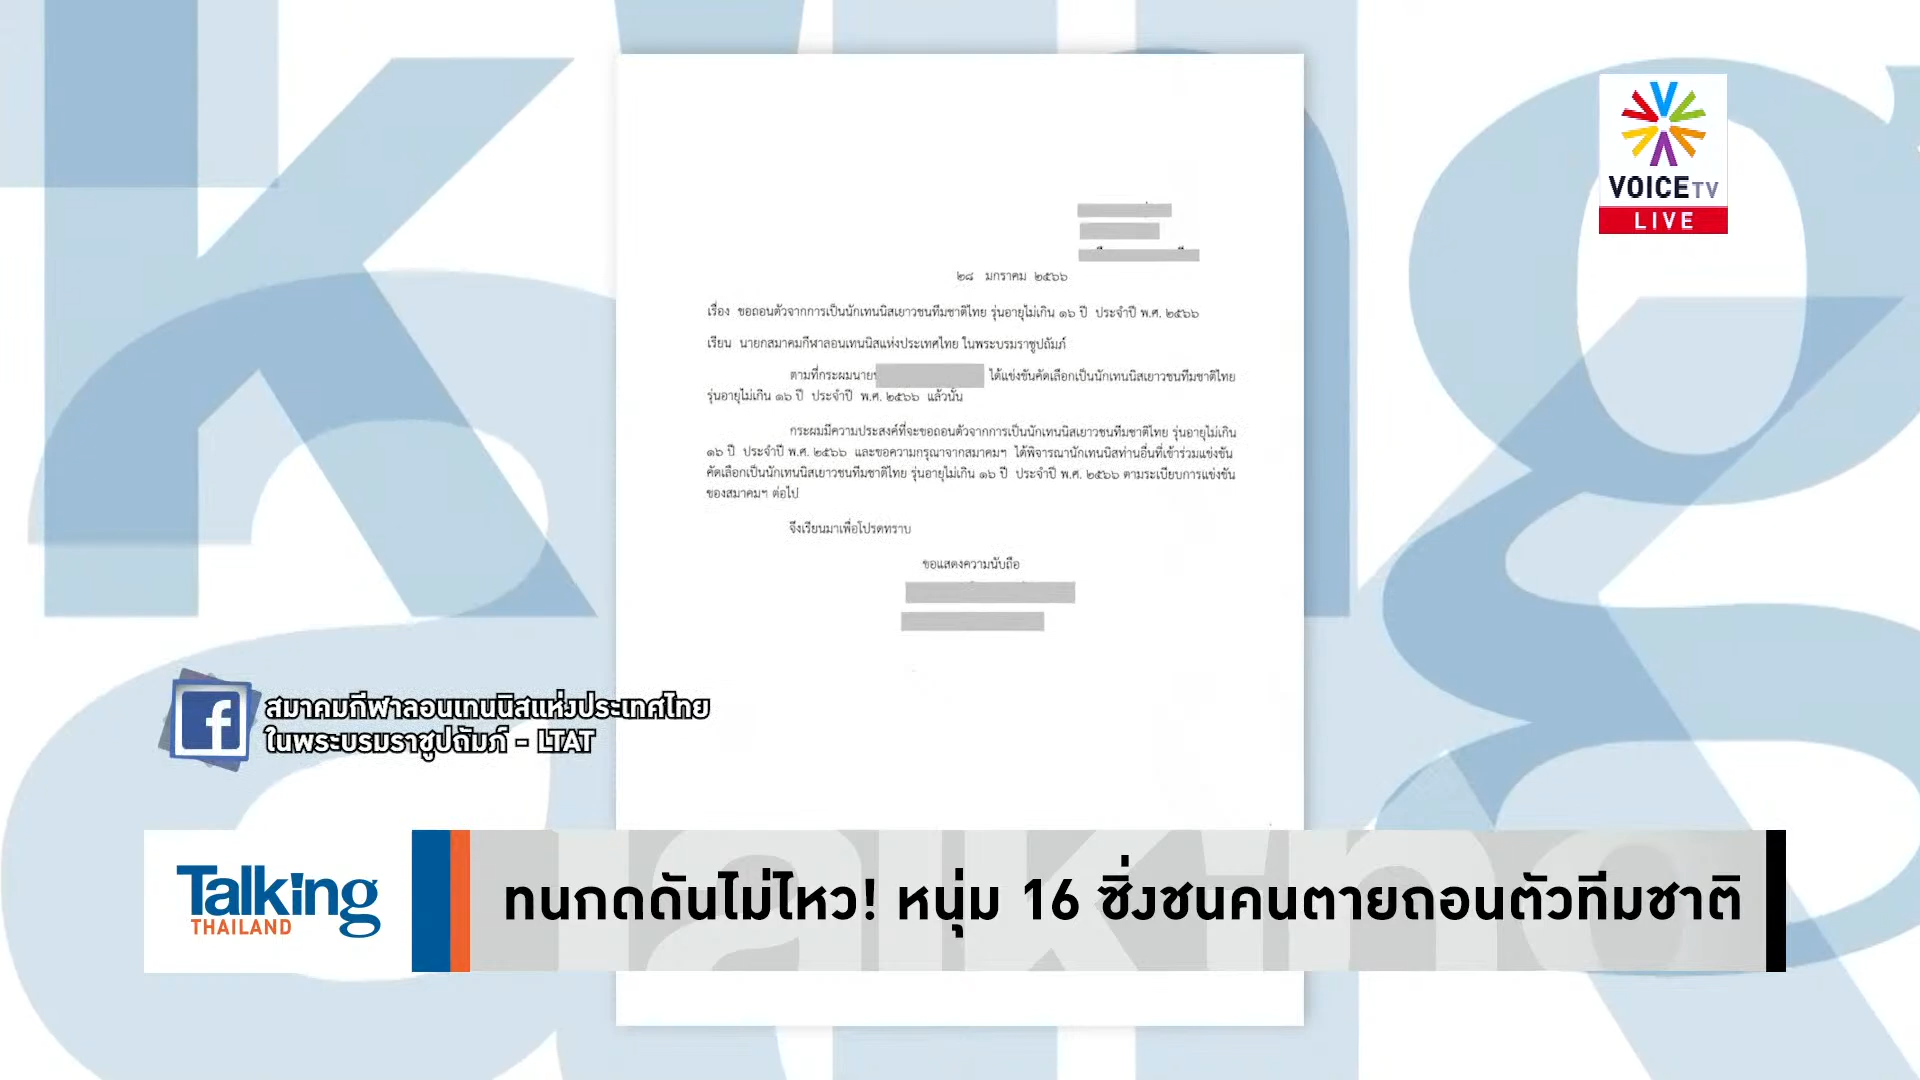 VOICE TV
LIVE
๒๘ มกราคม ๒๕๖๖
เรื่อง ขอถอนตัวจากการเป็นนักเทนนิสเยาวชนทีมชาติไทย รุ่นอายุไม่เกิน ๑๖ ปี ประจำปี พ.ศ. ๒๕๖๖
เรียน นายกสมาคมกีฬาลอนเทนนิสแห่งประเทศไทย ในพระบรมราชูปถัมภ์
ตามที่กระผมนาย ได้แข่งขันคัดเลือกเป็นนักเทนนิสเยาวชนทีมชาติไทย
รุ่นอายุไม่เกิน ๑๖ ปี ประจำปี พ.ศ. ๒๕๖๖ แล้วนั้น
กระผมมีความประสงค์ที่จะขอถอนตัวจากการเป็นนักเทนนิสเยาวชนทีมชาติไทย รุ่นอายุไม่เกิน
๑๖ ปี ประจำปี พ.ศ. ๒๕๖๖ และขอความกรุณาจากสมาคมฯ ได้พิจารณานักเทนนิสท่านอื่นที่เข้าร่วมแข่งขัน
คัดเลือกเป็นนักเทนนิสเยาวชนทีมชาติไทย รุ่นอายุไม่เกิน ๑๖ ปี ประจำปี พ.ศ. ๒๕๖๖ ตามระเบียบการแข่งขัน
ของสมาคมฯ ต่อไป
จึงเรียนมาเพื่อโปรดทราบ
ขอแสดงความนับถือ
สมาคมกีฬาลอนเทนนิสแห่งประเทศไทย
ในพระบรมราชูปถัมภ์ - LTAT
Talking
THAILAND
ทนกดดันไม่ไหว! หนุ่ม 16 ซิ่งชนคนตายถอนตัวทีมชาติ